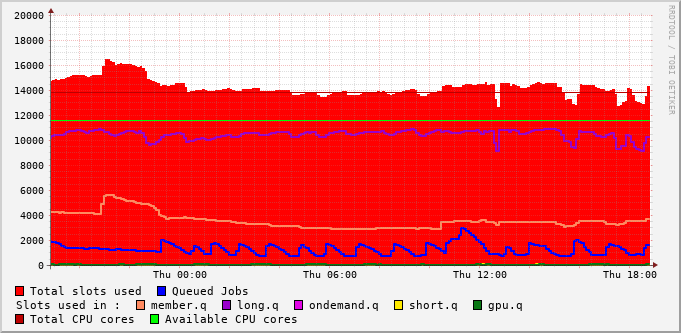 20000
18000
16000
14000
12000
10000
8000
6000
4000
2000
0
Thu 00:00 Thu 06:00 Thu 12:00 Thu 18:00
RRDTOOL / TOBI OETIKER
Total slots used Queued Jobs
Slots used in : member.q long.q ondemand.q short.q gpu.q
Total CPU cores Available CPU cores